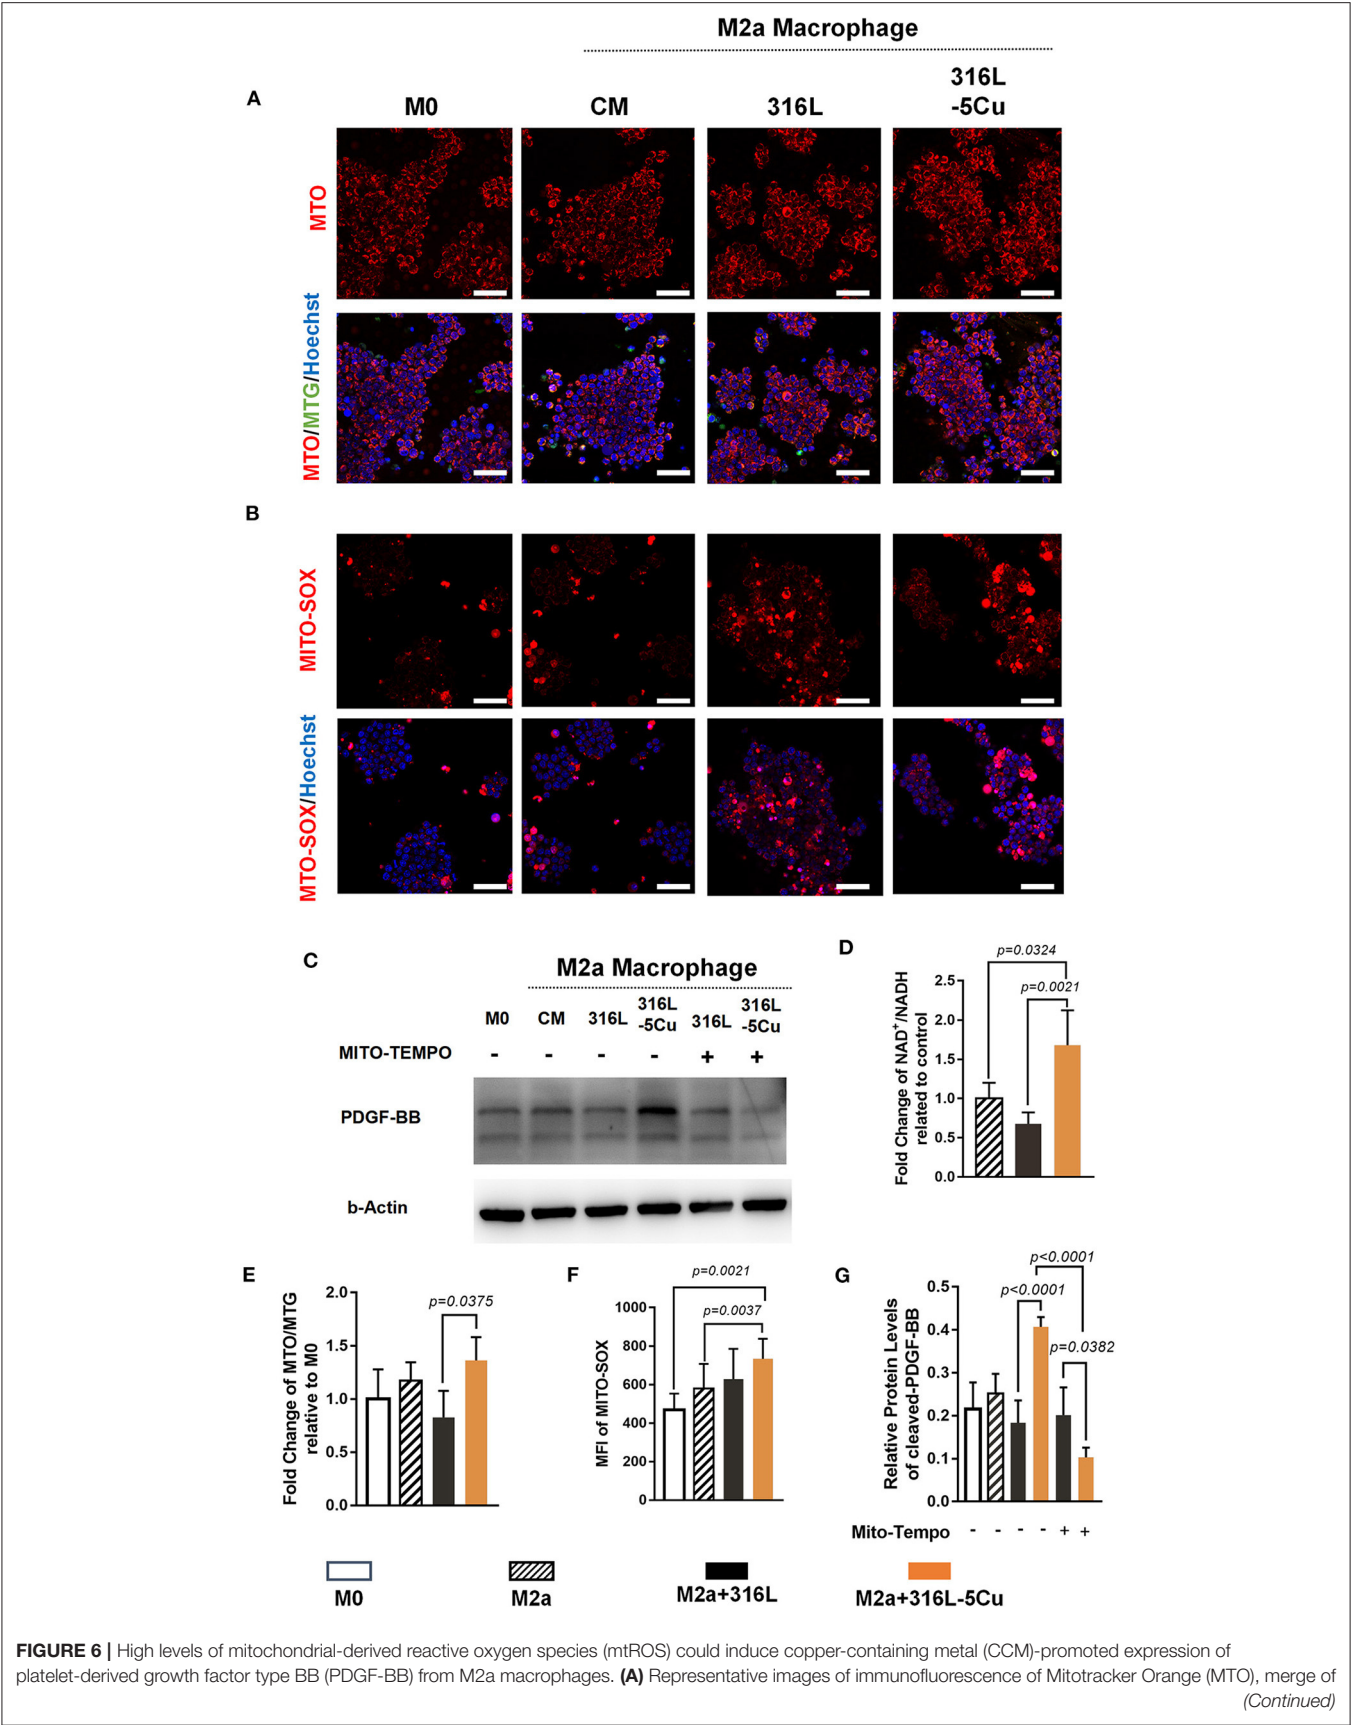 M2a Macrophage
A
M0
CM
316L
316L
-5Cu
MTO
MTO/MTG/Hoechst
B
MITO-SOX
MTO-SOX/Hoechst
C
M2a Macrophage
M0
CM
316L
316L
-5Cu
316L
316L
-5Cu
MITO-TEMPO
- - - - + +
PDGF-BB
b-Actin
D
p=0.0324
p=0.0021
Fold Change of NAD+/NADH
related to control
2.5
2.0
1.5
1.0
0.5
0.0
E
p=0.0375
Fold Change of MTO/MTG
relative to M0
2.0
1.5
1.0
0.5
0.0
F
p=0.0021
p=0.0037
MFI of MITO-SOX
1000
800
600
400
200
0
G
p<0.0001
p<0.0001
p=0.0382
Relative Protein Levels
of cleaved-PDGF-BB
0.5
0.4
0.3
0.2
0.1
0.0
Mito-Tempo - - - - + +
M0
M2a
M2a+316L
M2a+316L-5Cu
FIGURE 6 | High levels of mitochondrial-derived reactive oxygen species (mtROS) could induce copper-containing metal (CCM)-promoted expression of
platelet-derived growth factor type BB (PDGF-BB) from M2a macrophages. (A) Representative images of immunofluorescence of Mitotracker Orange (MTO), merge of
(Continued)